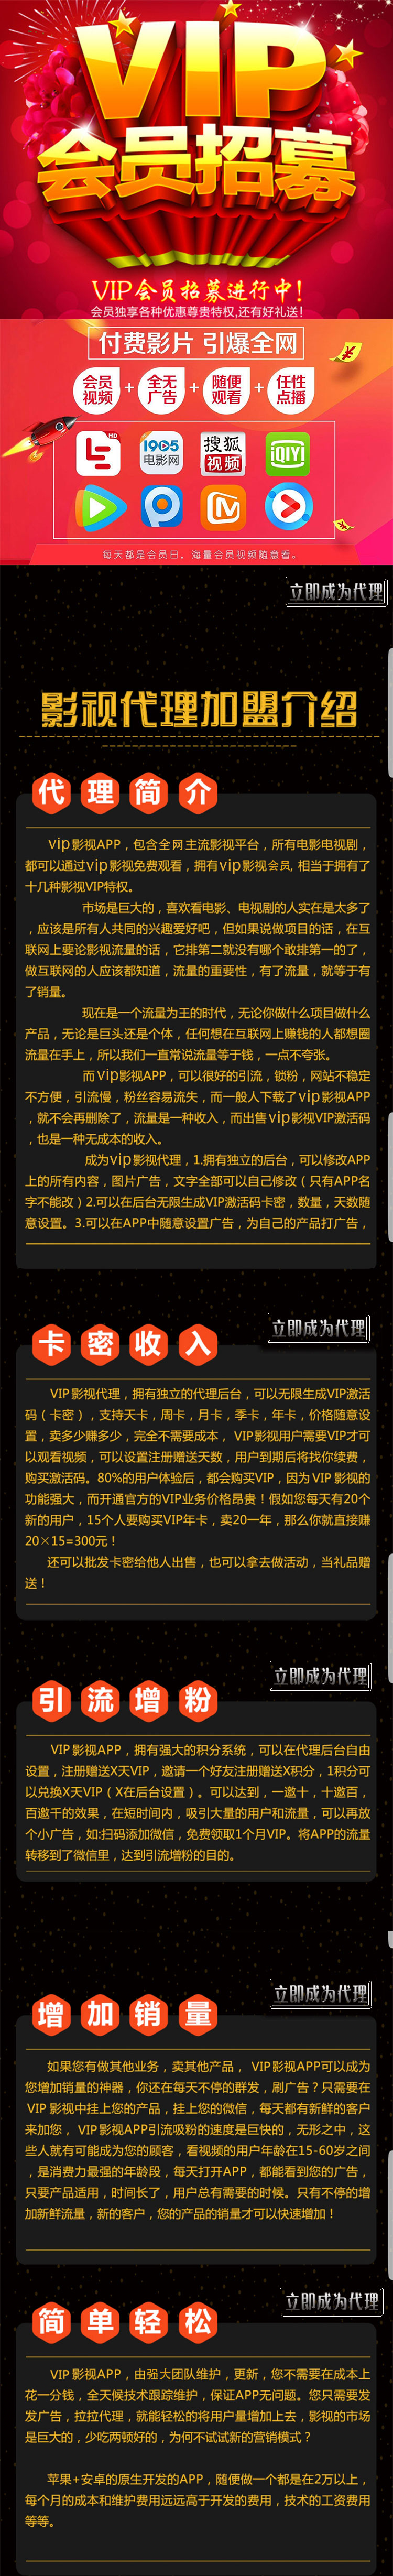 VIP
会员招募
VIP会员招募进行中!
会员独享各种优惠尊贵特权,还有好礼送!
付费影片 引爆全网
会员视频 + 全无广告 + 随便观看 + 任性点播
HD
1905电影网
搜狐视频
iQIYI
每天都是会员日，海量会员视频随意看。
立即成为代理
影视代理加盟介绍
代理简介
vip影视APP，包含全网主流影视平台，所有电影电视剧，
都可以通过vip影视免费观看，拥有vip影视会员, 相当于拥有了
十几种影视VIP特权。
市场是巨大的，喜欢看电影、电视剧的人实在是太多了
，应该是所有人共同的兴趣爱好吧，但如果说做项目的话，在互
联网上要论影视流量的话，它排第二就没有哪个敢排第一的了，
做互联网的人应该都知道，流量的重要性，有了流量，就等于有
了销量。
现在是一个流量为王的时代，无论你做什么项目做什么
产品，无论是巨头还是个体，任何想在互联网上赚钱的人都想圈
流量在手上，所以我们一直常说流量等于钱，一点不夸张。
而vip影视APP，可以很好的引流，锁粉，网站不稳定
不方便，引流慢，粉丝容易流失，而一般人下载了vip影视APP
，就不会再删除了，流量是一种收入，而出售vip影视VIP激活码
，也是一种无成本的收入。
成为vip影视代理，1.拥有独立的后台，可以修改APP
上的所有内容，图片广告，文字全部可以自己修改（只有APP名
字不能改）2.可以在后台无限生成VIP激活码卡密，数量，天数随
意设置。3.可以在APP中随意设置广告，为自己的产品打广告，
立即成为代理
卡密收入
VIP影视代理，拥有独立的代理后台，可以无限生成VIP激活
码（卡密），支持天卡，周卡，月卡，季卡，年卡，价格随意设
置，卖多少赚多少，完全不需要成本，VIP影视用户需要VIP才可
以观看视频，可以设置注册赠送天数，用户到期后将找你续费，
购买激活码。80%的用户体验后，都会购买VIP，因为VIP影视的
功能强大，而开通官方的VIP业务价格昂贵！假如您每天有20个
新的用户，15个人要购买VIP年卡，卖20一年，那么你就直接赚
20×15=300元！
还可以批发卡密给他人出售，也可以拿去做活动，当礼品赠
送！
立即成为代理
引流增粉
VIP影视APP，拥有强大的积分系统，可以在代理后台自由
设置，注册赠送X天VIP，邀请一个好友注册赠送X积分，1积分可
以兑换X天VIP（X在后台设置）。可以达到，一邀十，十邀百，
百邀千的效果，在短时间内，吸引大量的用户和流量，可以再放
个小广告，如:扫码添加微信，免费领取1个月VIP。将APP的流量
转移到了微信里，达到引流增粉的目的。
立即成为代理
增加销量
如果您有做其他业务，卖其他产品，VIP影视APP可以成为
您增加销量的神器，你还在每天不停的群发，刷广告？只需要在
VIP影视中挂上您的产品，挂上您的微信，每天都有新鲜的客户
来加您，VIP影视APP引流吸粉的速度是巨快的，无形之中，这
些人就有可能成为您的顾客，看视频的用户年龄在15-60岁之间
，是消费力最强的年龄段，每天打开APP，都能看到您的广告，
只要产品适用，时间长了，用户总有需要的时候。只有不停的增
加新鲜流量，新的客户，您的产品的销量才可以快速增加！
立即成为代理
简单轻松
VIP影视APP，由强大团队维护，更新，您不需要在成本上
花一分钱，全天候技术跟踪维护，保证APP无问题。您只需要发
发广告，拉拉代理，就能轻松的将用户量增加上去，影视的市场
是巨大的，少吃两顿好的，为何不试试新的营销模式？
苹果+安卓的原生开发的APP，随便做一个都是在2万以上，
每个月的成本和维护费用远远高于开发的费用，技术的工资费用
等等。